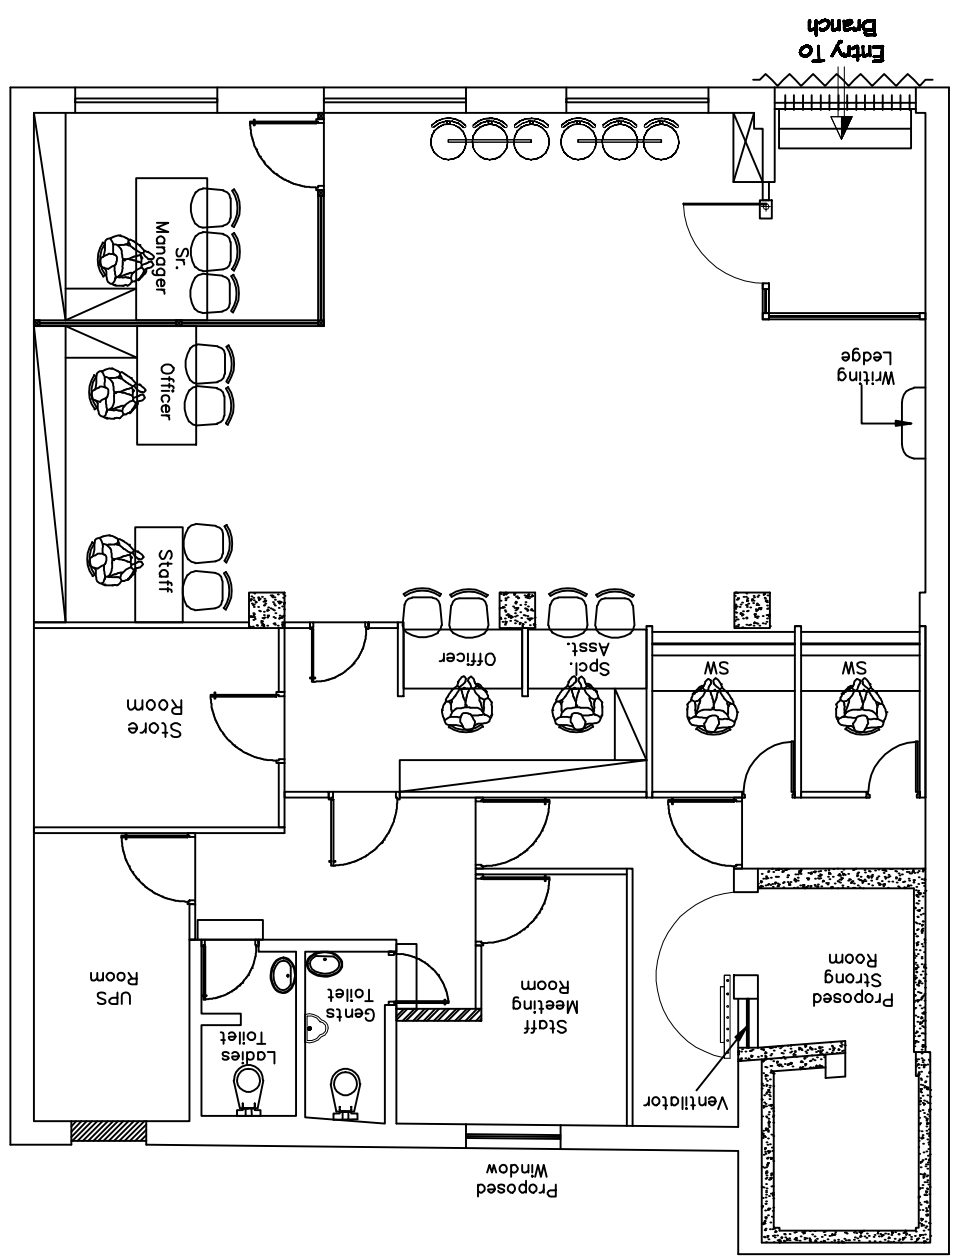 Entry To
Branch
Sr.
Manager
Officer
Writing
Ledge
Staff
Officer
Spcl.
Asst.
SW
SW
Store
Room
UPS
Room
Ladies
Toilet
Gents
Toilet
Staff
Meeting
Room
Proposed
Strong
Room
Ventilator
Proposed
Window